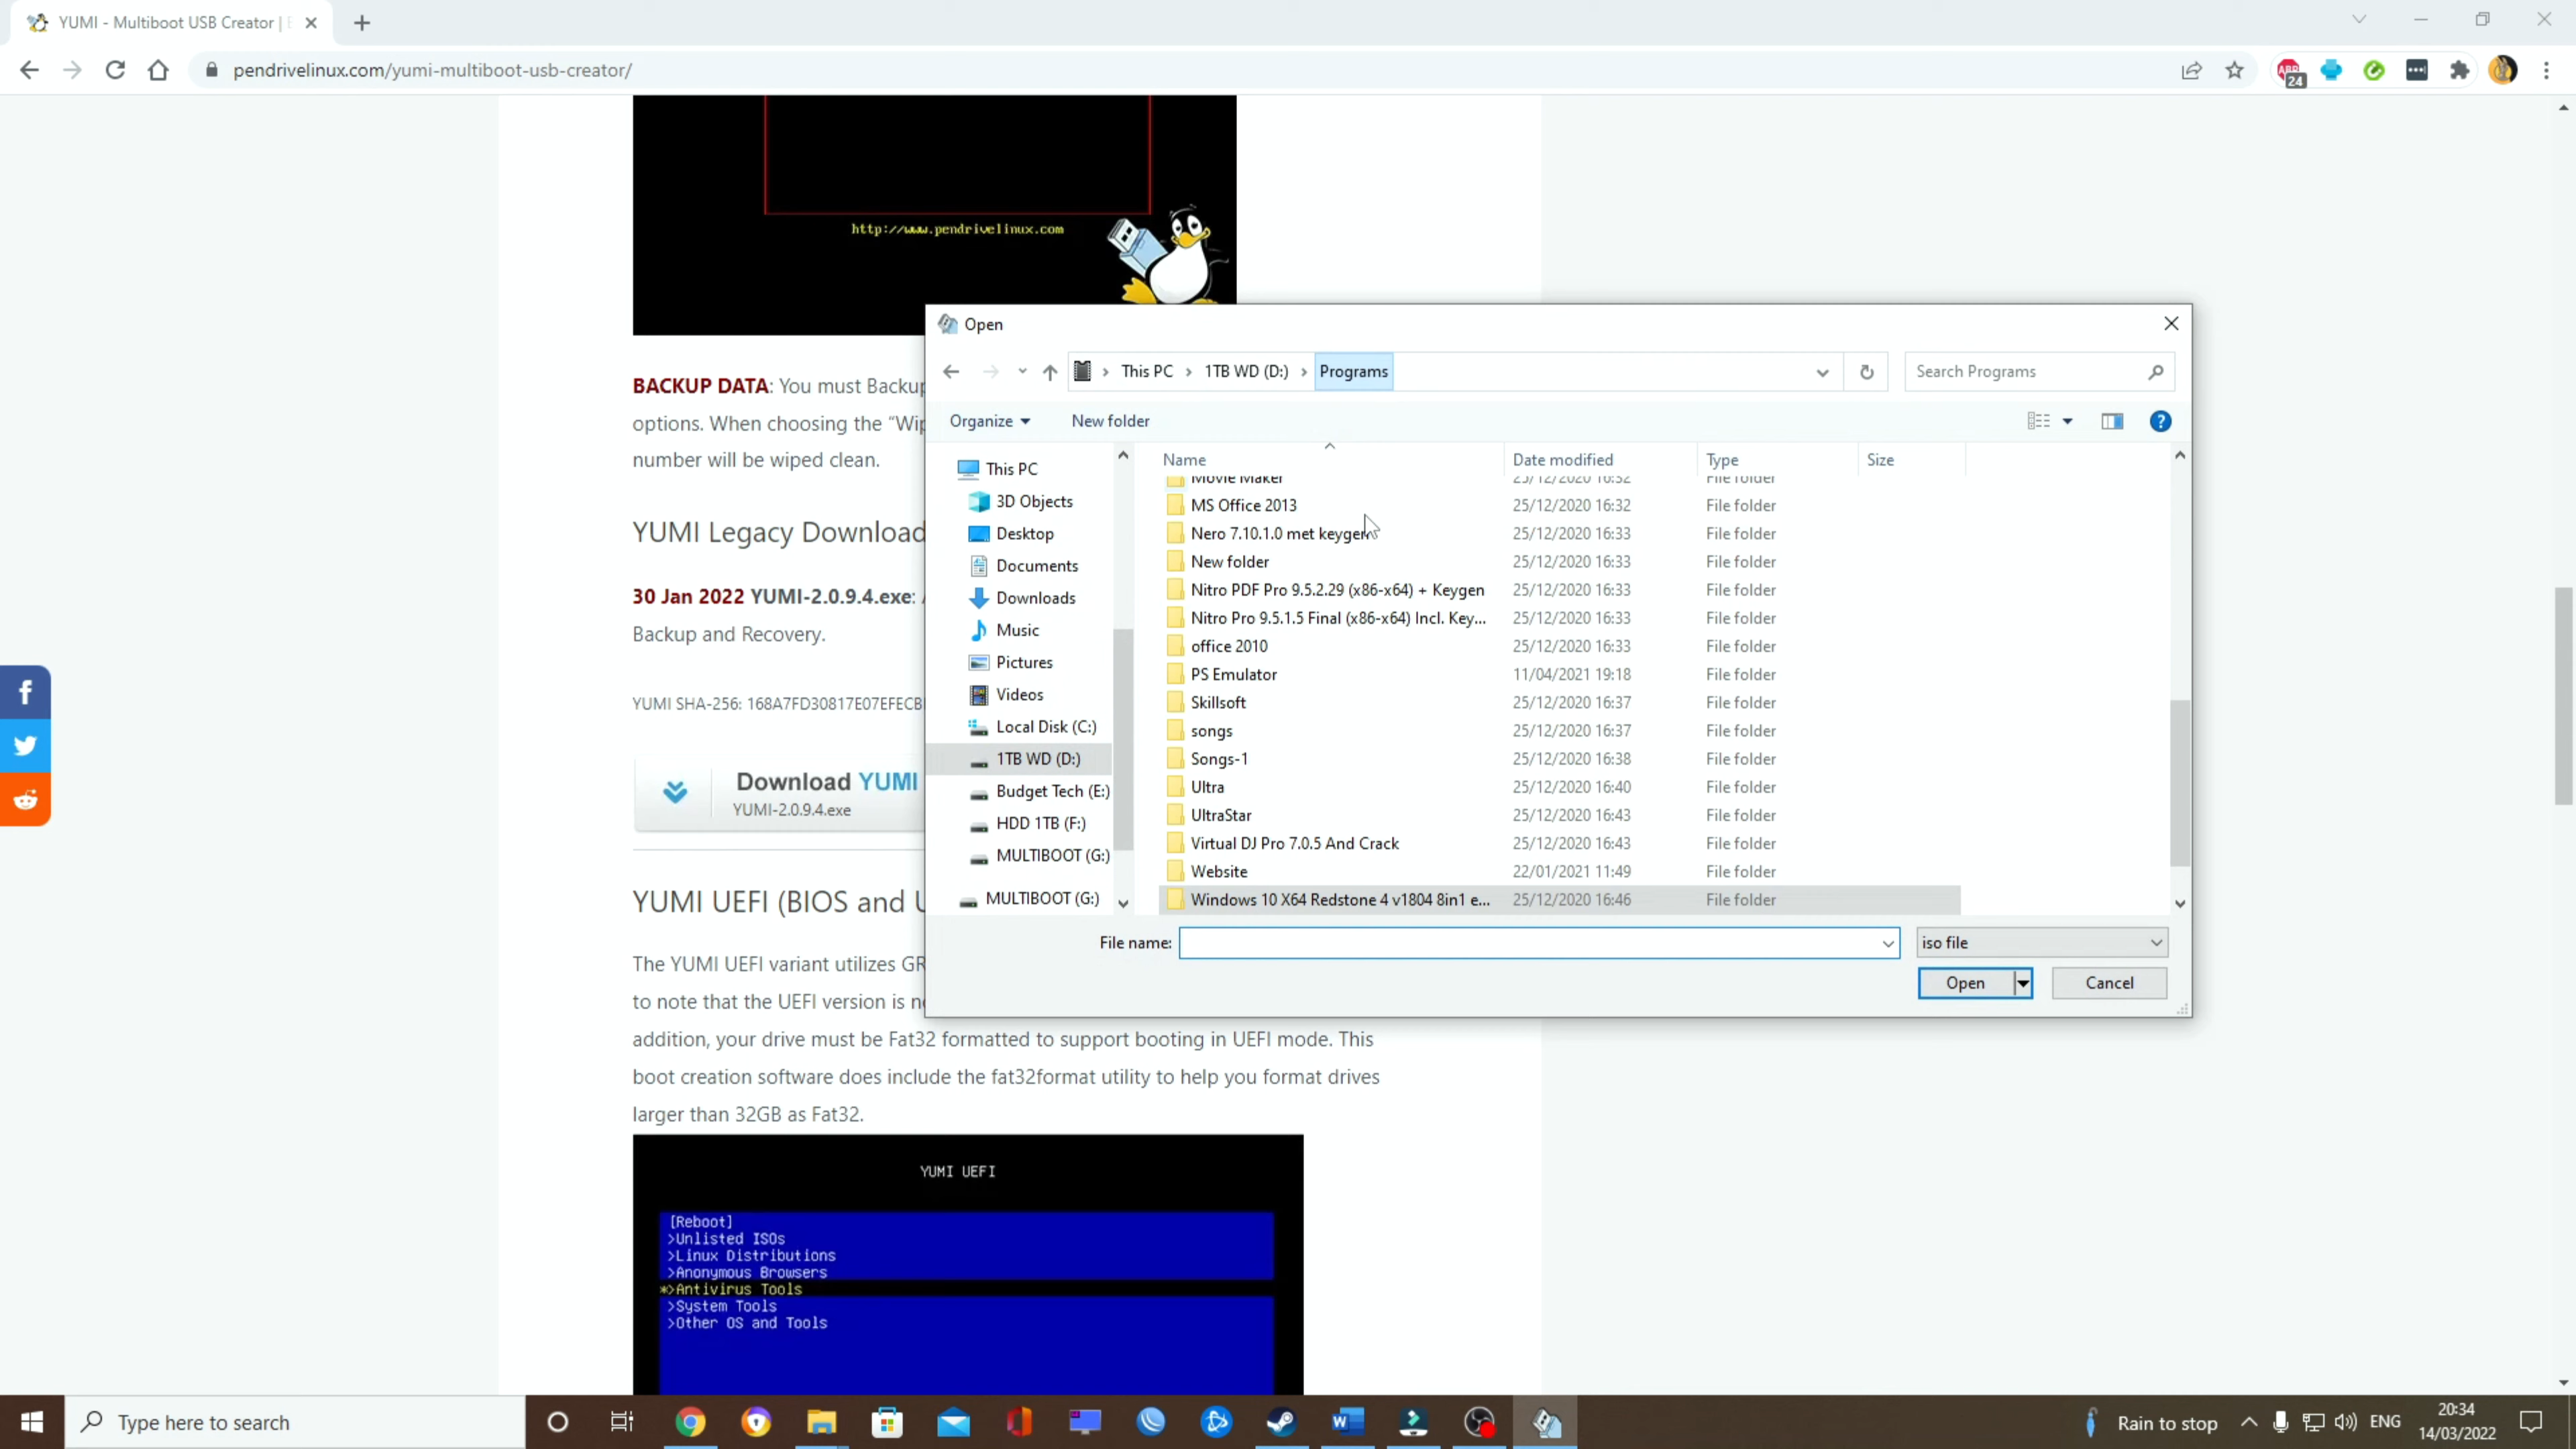 YUMI - Multiboot USB Creator |
pendrivelinux.com/yumi-multiboot-usb-creator/
24
http://www.pendrivelinux.com
BACKUP DATA: You must Backup
options. When choosing the “Wip
number will be wiped clean.
YUMI Legacy Download
30 Jan 2022 YUMI-2.0.9.4.exe:
Backup and Recovery.
YUMI SHA-256: 168A7FD30817E07EFECB
Download YUMI
YUMI-2.0.9.4.exe
YUMI UEFI (BIOS and U
The YUMI UEFI variant utilizes GR
to note that the UEFI version is n
addition, your drive must be Fat32 formatted to support booting in UEFI mode. This
boot creation software does include the fat32format utility to help you format drives
larger than 32GB as Fat32.
YUMI UEFI
[Reboot]
>Unlisted ISOs
>Linux Distributions
>Anonymous Browsers
*>Antivirus Tools
>System Tools
>Other OS and Tools
Open
This PC › 1TB WD (D:) › Programs
Search Programs
Organize
New folder
This PC
3D Objects
Desktop
Documents
Downloads
Music
Pictures
Videos
Local Disk (C:)
1TB WD (D:)
Budget Tech (E:)
HDD 1TB (F:)
MULTIBOOT (G:)
MULTIBOOT (G:)
Name Date modified Type Size
Movie Maker 25/12/2020 16:32 File folder
MS Office 2013 25/12/2020 16:32 File folder
Nero 7.10.1.0 met keygen 25/12/2020 16:33 File folder
New folder 25/12/2020 16:33 File folder
Nitro PDF Pro 9.5.2.29 (x86-x64) + Keygen 25/12/2020 16:33 File folder
Nitro Pro 9.5.1.5 Final (x86-x64) Incl. Key... 25/12/2020 16:33 File folder
office 2010 25/12/2020 16:33 File folder
PS Emulator 11/04/2021 19:18 File folder
Skillsoft 25/12/2020 16:37 File folder
songs 25/12/2020 16:37 File folder
Songs-1 25/12/2020 16:38 File folder
Ultra 25/12/2020 16:40 File folder
UltraStar 25/12/2020 16:43 File folder
Virtual DJ Pro 7.0.5 And Crack 25/12/2020 16:43 File folder
Website 22/01/2021 11:49 File folder
Windows 10 X64 Redstone 4 v1804 8in1 e... 25/12/2020 16:46 File folder
File name:
iso file
Open
Cancel
Type here to search
Rain to stop
ENG
20:34
14/03/2022